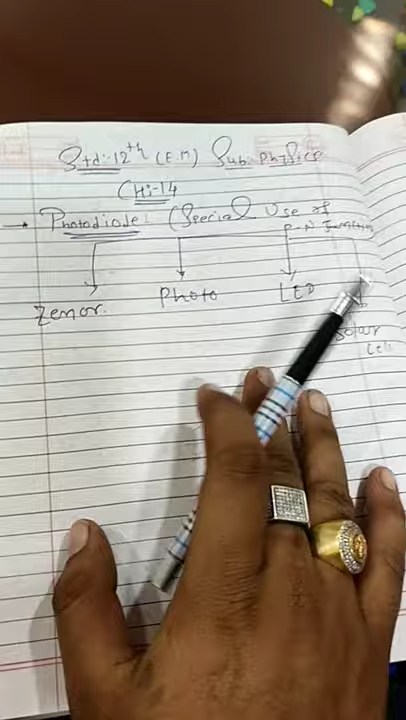 Std:-12th (E.M) Sub. Physics
CH:-14
→ Photodiode: (Special Use of
P-N Junction
Zenor. Photo LED
Solar
Cell